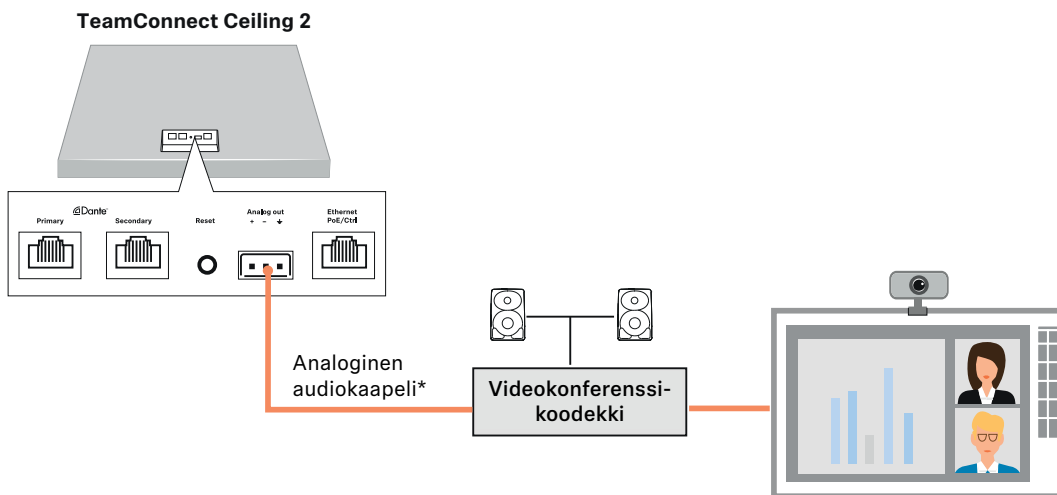 TeamConnect Ceiling 2
Dante
Primary
Secondary
Reset
Analog out
+ –
Ethernet
PoE/Ctrl
Analoginen
audiokaapeli*
Videokonferenssi-
koodekki